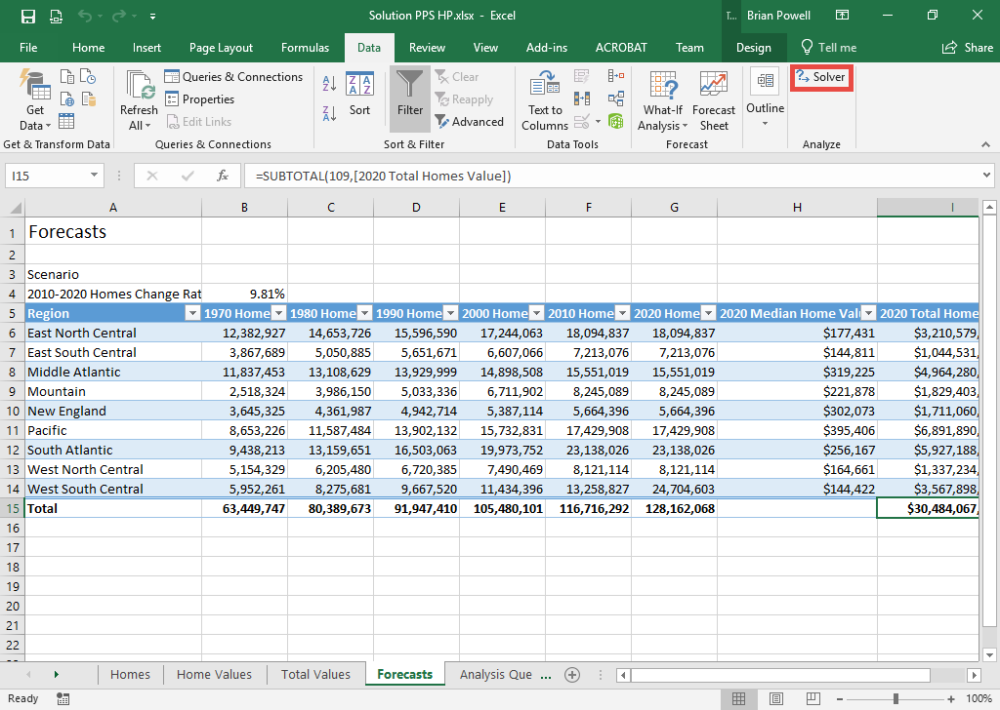 Solution PPS HP.xlsx - Excel T... Brian Powell
File Home Insert Page Layout Formulas Data Review View Add-ins ACROBAT Team Design Tell me Share
Get Data Refresh All Queries & Connections Properties Edit Links Sort Filter Clear Reapply Advanced Text to Columns What-If Analysis Forecast Sheet Outline Solver
Get & Transform Data Queries & Connections Sort & Filter Data Tools Forecast Analyze
I15 fx =SUBTOTAL(109,[2020 Total Homes Value])
A B C D E F G H I
1 Forecasts
2
3 Scenario
4 2010-2020 Homes Change Rat 9.81%
5 Region 1970 Home 1980 Home 1990 Home 2000 Home 2010 Home 2020 Home 2020 Median Home Val 2020 Total Home
6 East North Central 12,382,927 14,653,726 15,596,590 17,244,063 18,094,837 18,094,837 $177,431 $3,210,579,
7 East South Central 3,867,689 5,050,885 5,651,671 6,607,066 7,213,076 7,213,076 $144,811 $1,044,531,
8 Middle Atlantic 11,837,453 13,108,629 13,929,999 14,898,508 15,551,019 15,551,019 $319,225 $4,964,280,
9 Mountain 2,518,324 3,986,150 5,033,336 6,711,902 8,245,089 8,245,089 $221,878 $1,829,403,
10 New England 3,645,325 4,361,987 4,942,714 5,387,114 5,664,396 5,664,396 $302,073 $1,711,060,
11 Pacific 8,653,226 11,587,484 13,902,132 15,732,831 17,429,908 17,429,908 $395,406 $6,891,890,
12 South Atlantic 9,438,213 13,159,651 16,503,063 19,973,752 23,138,026 23,138,026 $256,167 $5,927,188,
13 West North Central 5,154,329 6,205,480 6,720,385 7,490,469 8,121,114 8,121,114 $164,661 $1,337,234,
14 West South Central 5,952,261 8,275,681 9,667,520 11,434,396 13,258,827 24,704,603 $144,422 $3,567,898,
15 Total 63,449,747 80,389,673 91,947,410 105,480,101 116,716,292 128,162,068 $30,484,067,
16
17
18
19
20
21
22
Homes Home Values Total Values Forecasts Analysis Que ...
Ready 100%